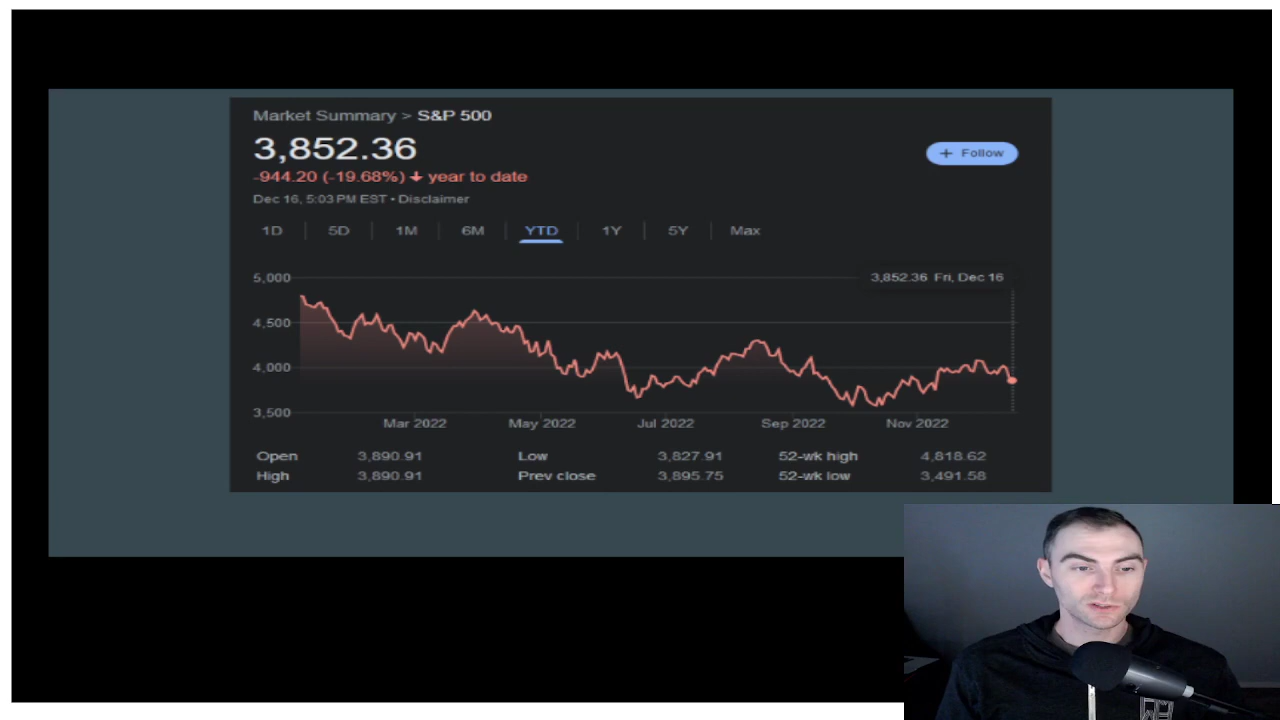 Market Summary > S&P 500
3,852.36
+ Follow
-944.20 (-19.68%) ↓ year to date
Dec 16, 5:03 PM EST • Disclaimer
1D 5D 1M 6M YTD 1Y 5Y Max
5,000
3,852.36 Fri, Dec 16
4,500
4,000
3,500
Mar 2022 May 2022 Jul 2022 Sep 2022 Nov 2022
Open 3,890.91 Low 3,827.91 52-wk high 4,818.62
High 3,890.91 Prev close 3,895.75 52-wk low 3,491.58